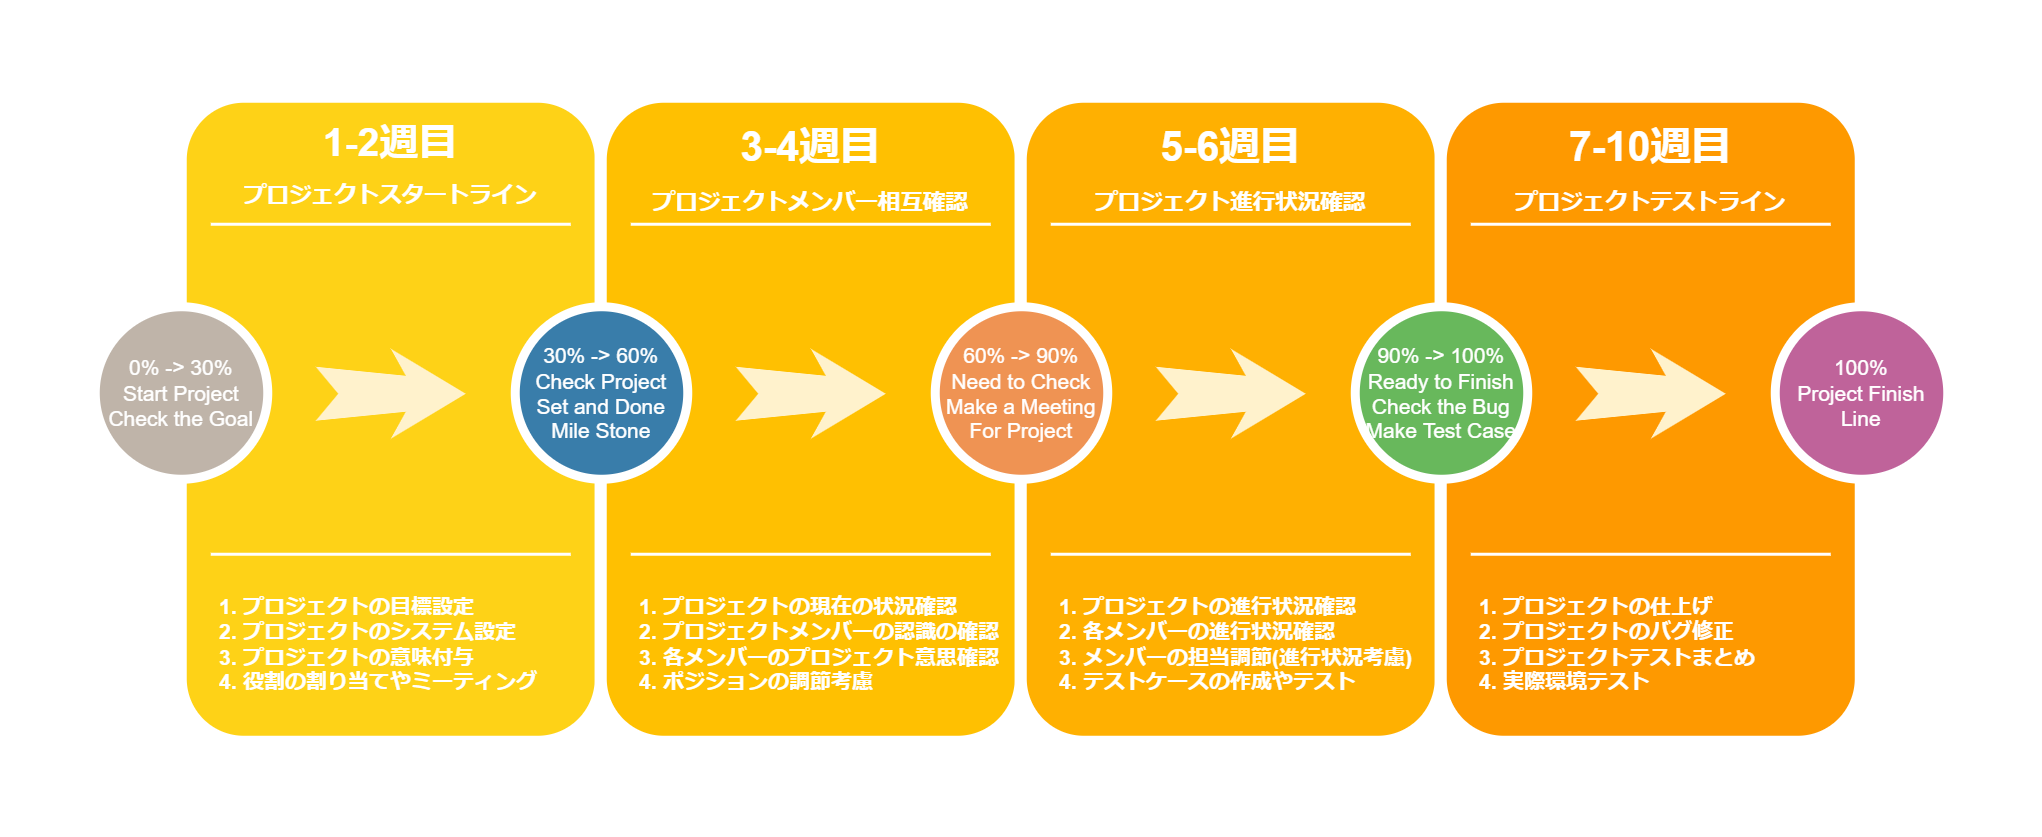 1-2週目
プロジェクトスタートライン
3-4週目
プロジェクトメンバー相互確認
5-6週目
プロジェクト進行状況確認
7-10週目
プロジェクトテストライン
0% -> 30%
Start Project
Check the Goal
30% -> 60%
Check Project
Set and Done
Mile Stone
60% -> 90%
Need to Check
Make a Meeting
For Project
90% -> 100%
Ready to Finish
Check the Bug
Make Test Case
100%
Project Finish
Line
1. プロジェクトの目標設定
2. プロジェクトのシステム設定
3. プロジェクトの意味付与
4. 役割の割り当てやミーティング
1. プロジェクトの現在の状況確認
2. プロジェクトメンバーの認識の確認
3. 各メンバーのプロジェクト意思確認
4. ポジションの調節考慮
1. プロジェクトの進行状況確認
2. 各メンバーの進行状況確認
3. メンバーの担当調節(進行状況考慮)
4. テストケースの作成やテスト
1. プロジェクトの仕上げ
2. プロジェクトのバグ修正
3. プロジェクトテストまとめ
4. 実際環境テスト